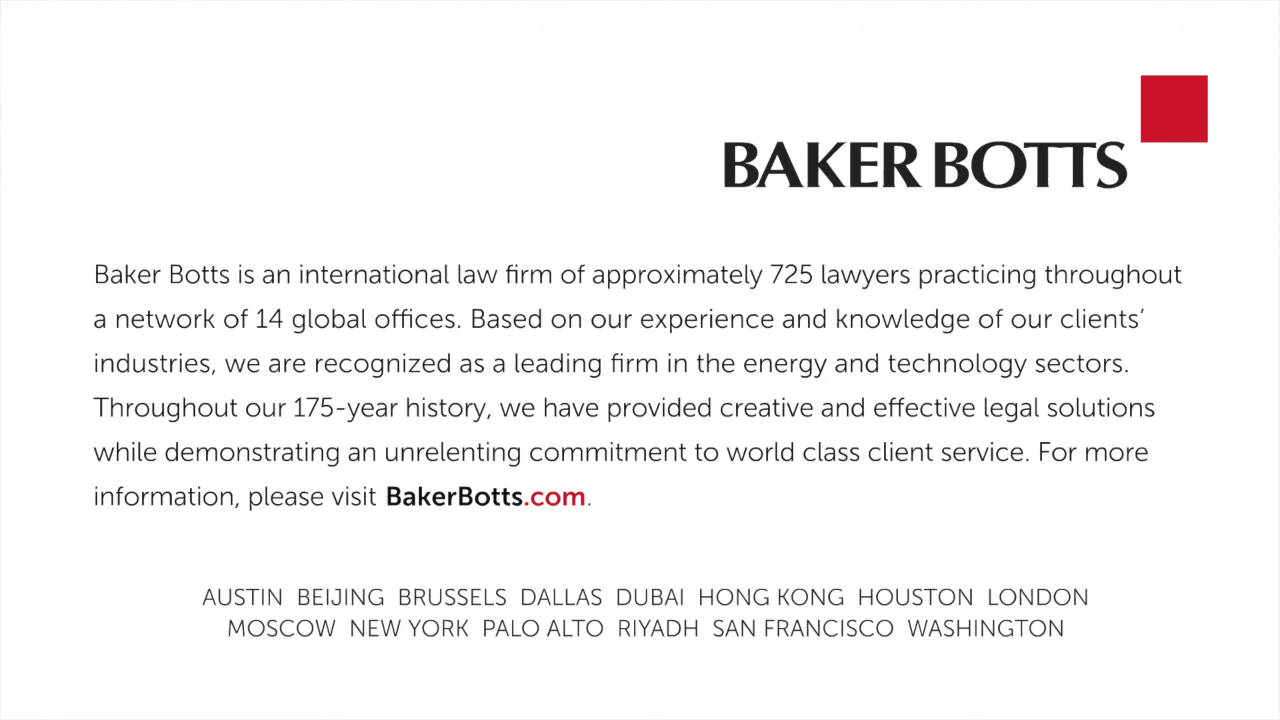 BAKER BOTTS
Baker Botts is an international law firm of approximately 725 lawyers practicing throughout
a network of 14 global offices. Based on our experience and knowledge of our clients’
industries, we are recognized as a leading firm in the energy and technology sectors.
Throughout our 175-year history, we have provided creative and effective legal solutions
while demonstrating an unrelenting commitment to world class client service. For more
information, please visit BakerBotts.com.
AUSTIN BEIJING BRUSSELS DALLAS DUBAI HONG KONG HOUSTON LONDON
MOSCOW NEW YORK PALO ALTO RIYADH SAN FRANCISCO WASHINGTON